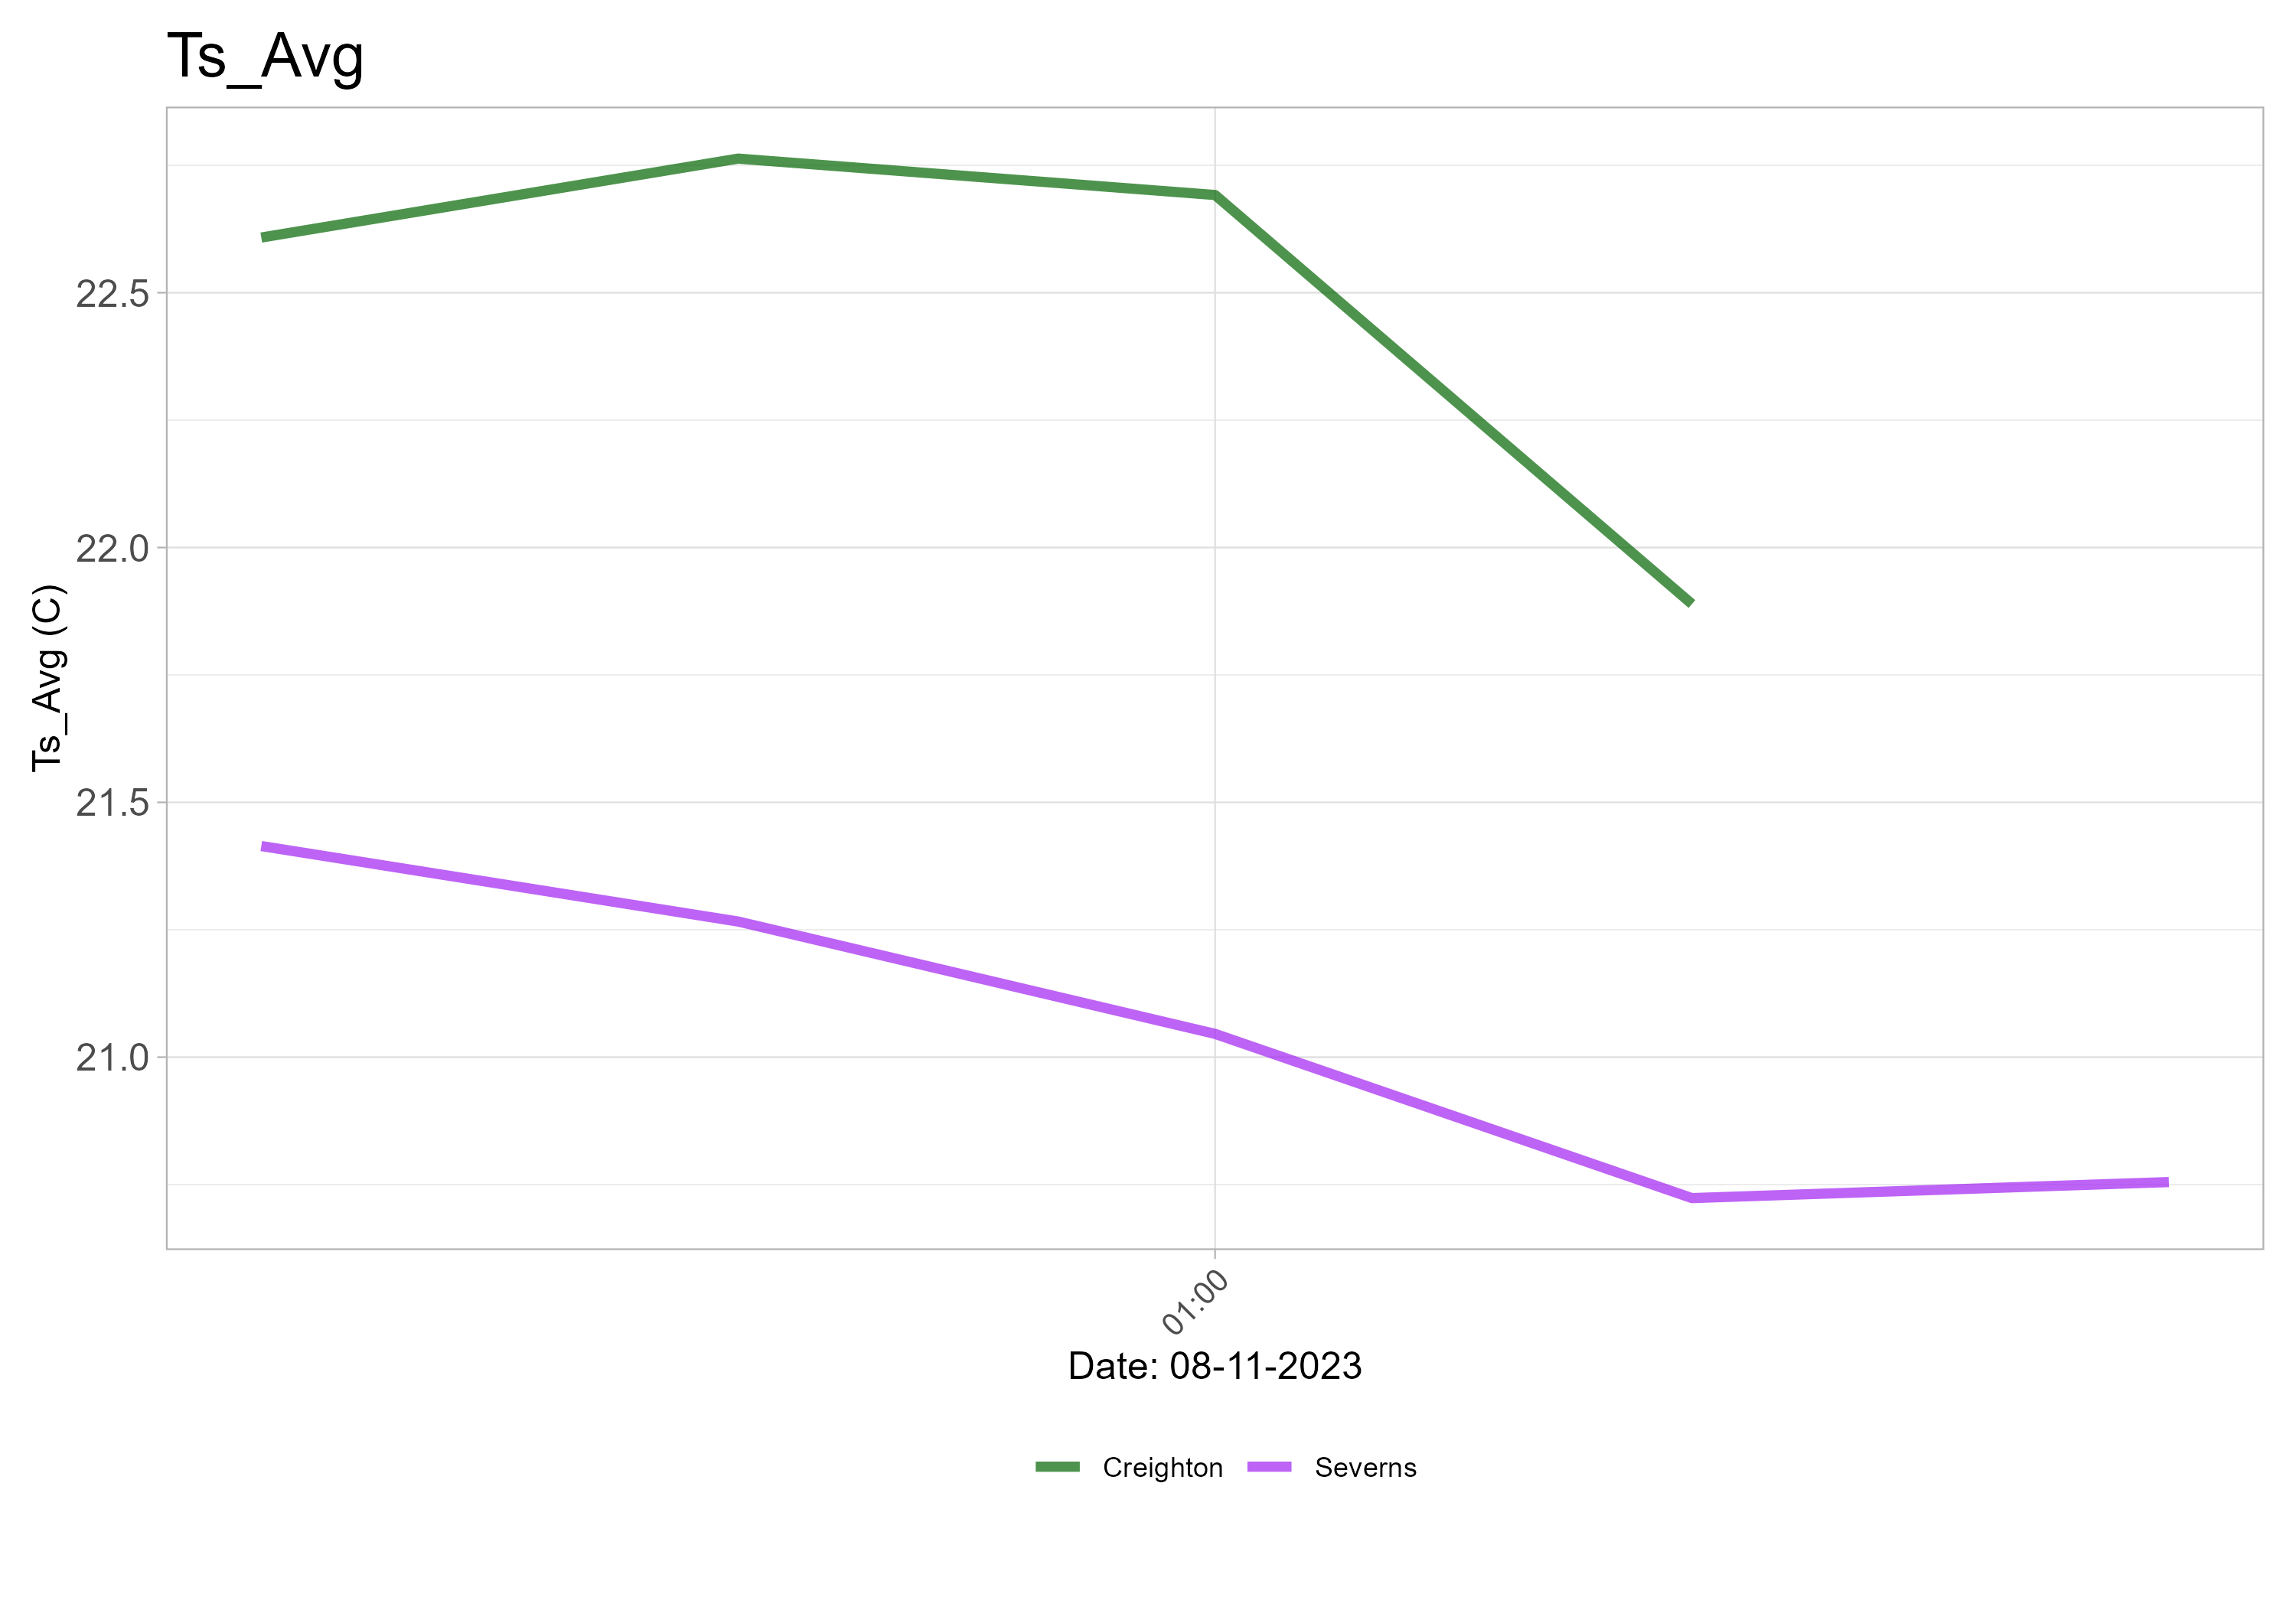 Ts_Avg
Ts_Avg (C)
22.5
22.0
21.5
21.0
01:00
Date: 08-11-2023
Creighton Severns